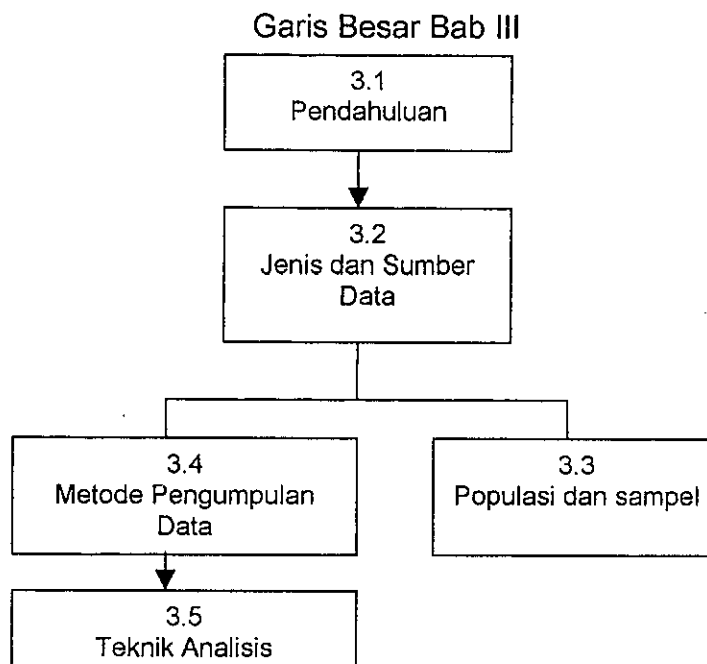 Garis Besar Bab III
3.1
Pendahuluan
3.2
Jenis dan Sumber
Data
3.4
Metode Pengumpulan
Data
3.3
Populasi dan sampel
3.5
Teknik Analisis